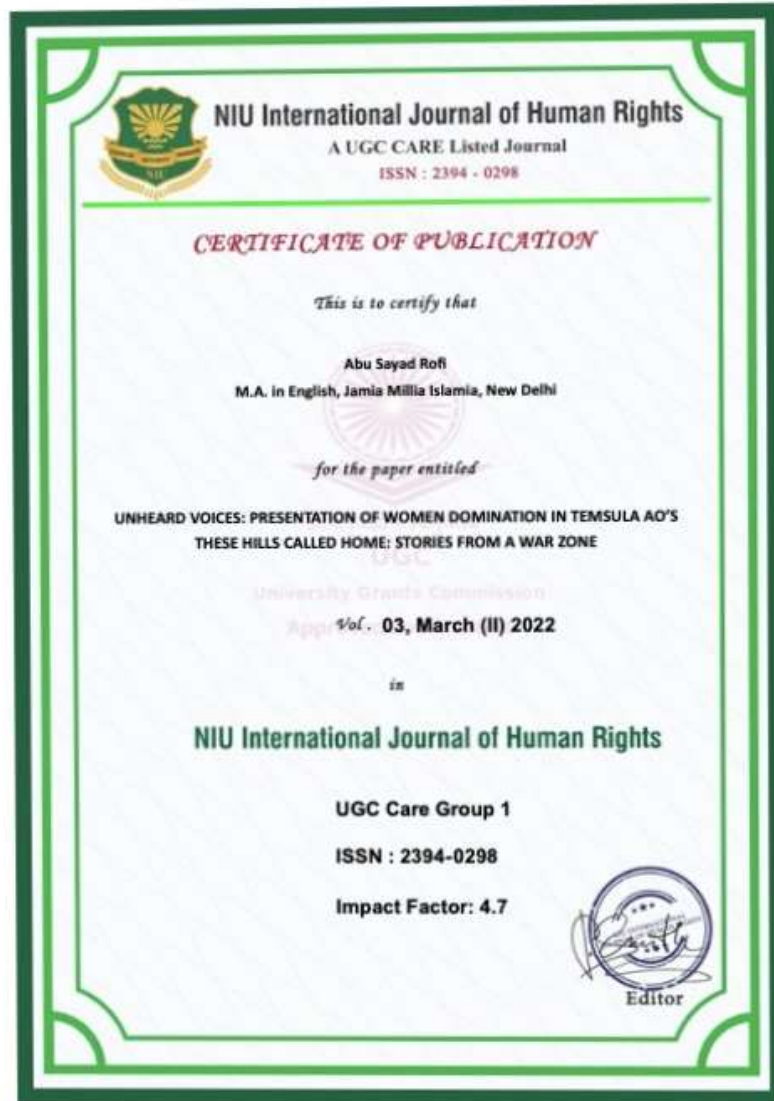 NIU International Journal of Human Rights
A UGC CARE Listed Journal
ISSN : 2394 - 0298
NIU
CERTIFICATE OF PUBLICATION
This is to certify that
Abu Sayad Rofi
M.A. in English, Jamia Millia Islamia, New Delhi
for the paper entitled
UNHEARD VOICES: PRESENTATION OF WOMEN DOMINATION IN TEMSULA AO'S
THESE HILLS CALLED HOME: STORIES FROM A WAR ZONE
UGC
University Grants Commission
Vol. 03, March (II) 2022
in
NIU International Journal of Human Rights
UGC Care Group 1
ISSN : 2394-0298
Impact Factor: 4.7
Editor